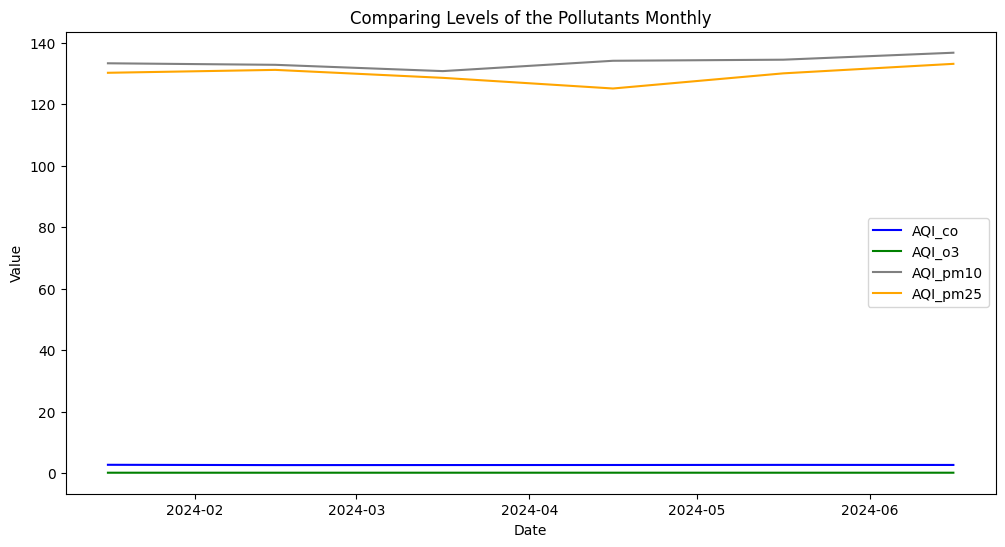 Comparing Levels of the Pollutants Monthly
140
120
100
80
60
40
20
0
Value
AQI_co
AQI_o3
AQI_pm10
AQI_pm25
2024-02
2024-03
2024-04
2024-05
2024-06
Date